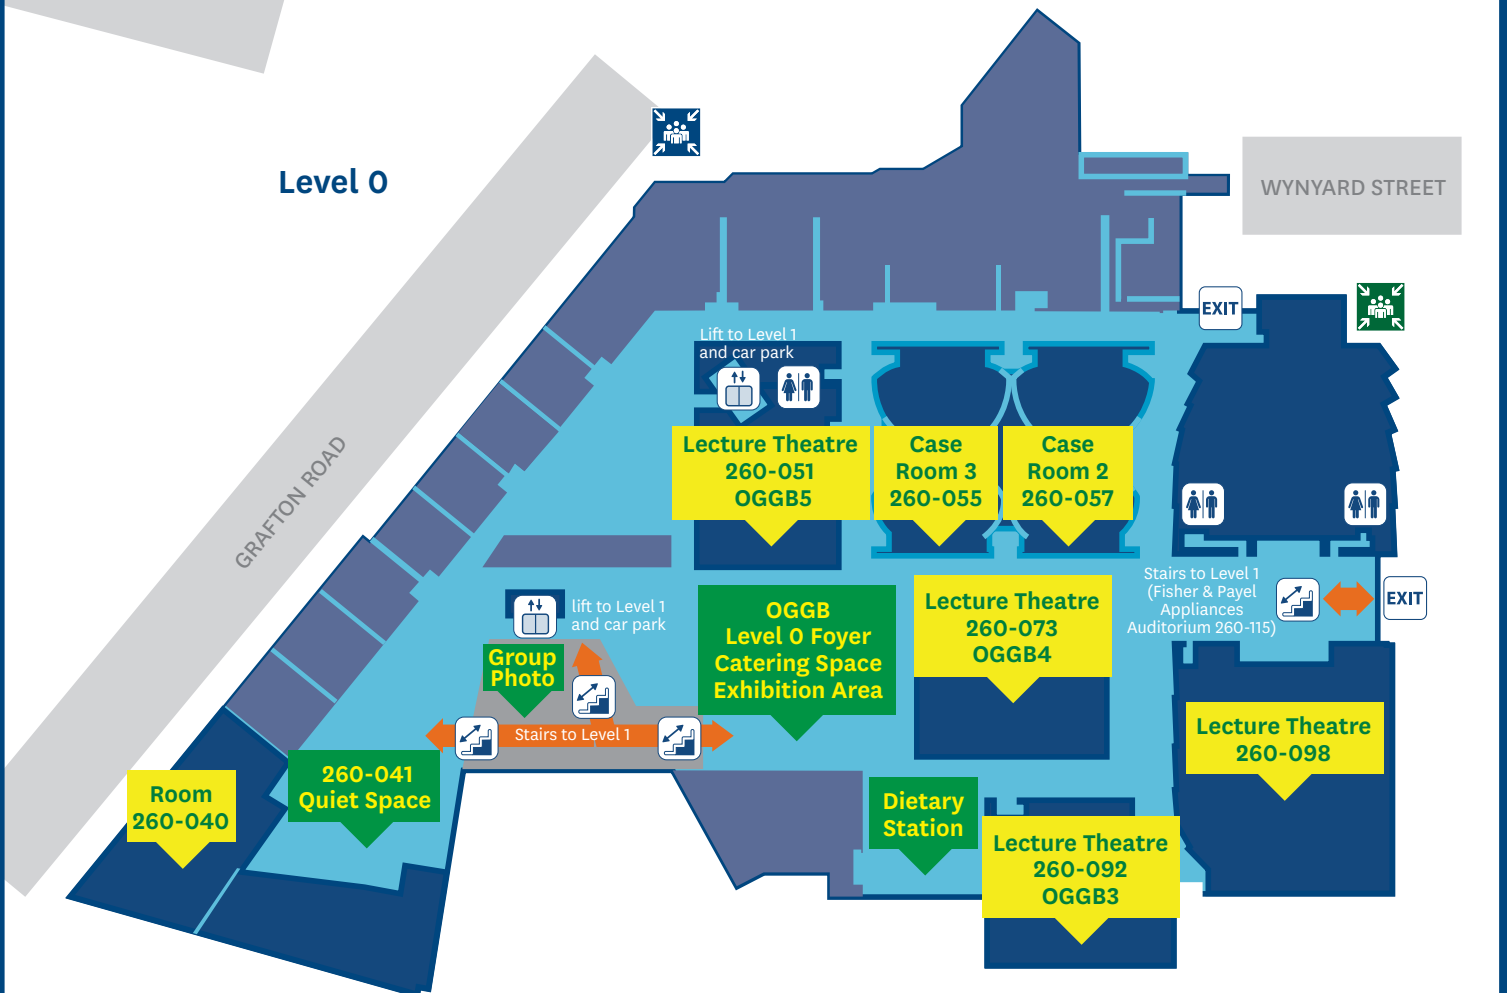 Level 0
WYNYARD STREET
GRAFTON ROAD
EXIT
Lift to Level 1
and car park
Lecture Theatre
260-051
OGGB5
Case
Room 3
260-055
Case
Room 2
260-057
Stairs to Level 1
(Fisher & Payel
Appliances
Auditorium 260-115)
EXIT
lift to Level 1
and car park
Group
Photo
Stairs to Level 1
OGGB
Level 0 Foyer
Catering Space
Exhibition Area
Lecture Theatre
260-073
OGGB4
Lecture Theatre
260-098
Room
260-040
260-041
Quiet Space
Dietary
Station
Lecture Theatre
260-092
OGGB3